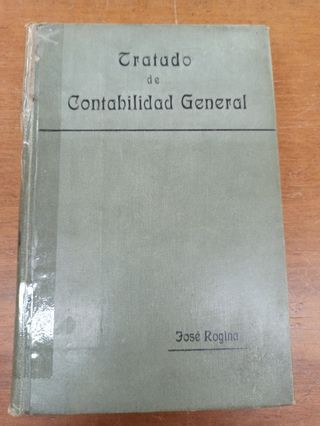 Tratado
de
Contabilidad General
José Rogina